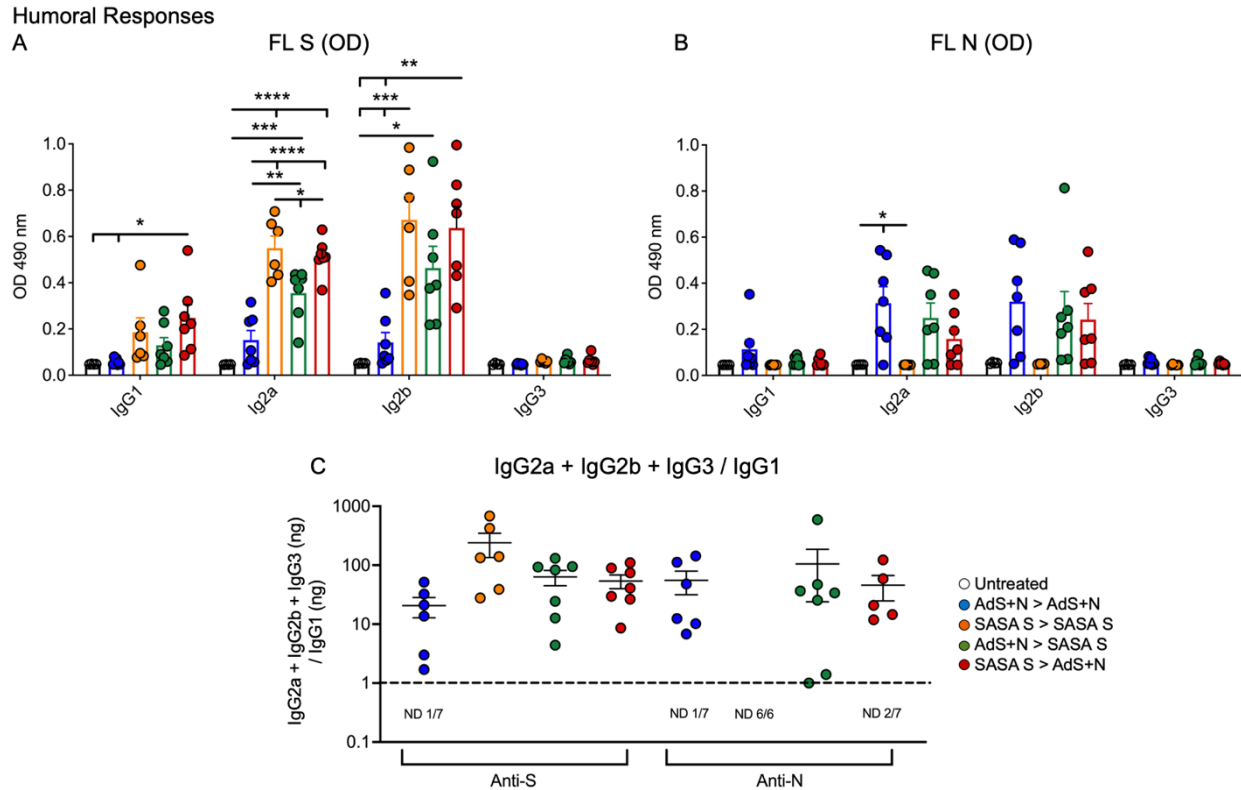 Humoral Responses
A
FL S (OD)
B
FL N (OD)
**
****
***
***
*
****
**
*
*
*
1.0
0.8
0.6
0.4
0.2
0.0
OD 490 nm
IgG1
Ig2a
Ig2b
IgG3
1.0
0.8
0.6
0.4
0.2
0.0
OD 490 nm
IgG1
Ig2a
Ig2b
IgG3
C
IgG2a + IgG2b + IgG3 / IgG1
1000
100
10
1
0.1
IgG2a + IgG2b + IgG3 (ng)
/ IgG1 (ng)
ND 1/7
ND 1/7
ND 6/6
ND 2/7
Anti-S
Anti-N
Untreated
AdS+N > AdS+N
SASA S > SASA S
AdS+N > SASA S
SASA S > AdS+N